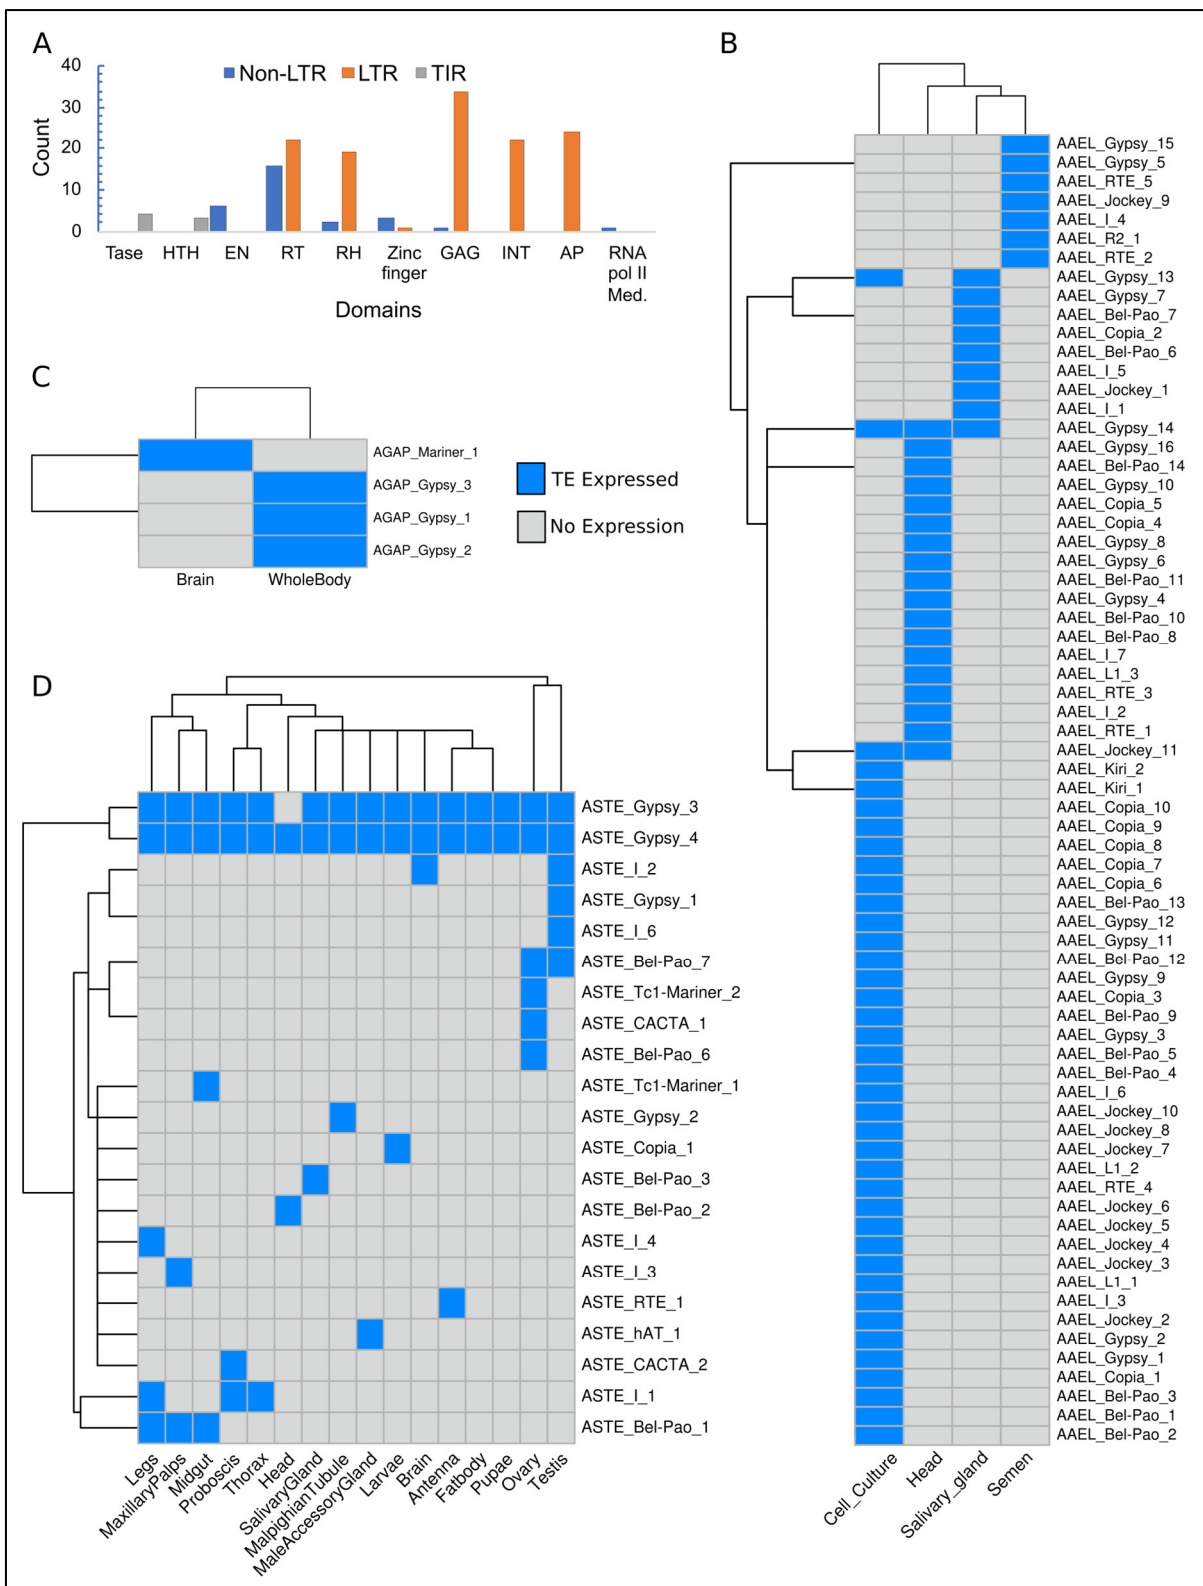 A
40
30
20
10
0
Count
Non-LTR LTR TIR
Tase HTH EN RT RH Zinc finger GAG INT AP RNA pol II Med.
Domains
B
AAEL_Gypsy_15
AAEL_Gypsy_5
AAEL_RTE_5
AAEL_Jockey_9
AAEL_I_4
AAEL_R2_1
AAEL_RTE_2
AAEL_Gypsy_13
AAEL_Gypsy_7
AAEL_Bel-Pao_7
AAEL_Copia_2
AAEL_Bel-Pao_6
AAEL_I_5
AAEL_Jockey_1
AAEL_I_1
AAEL_Gypsy_14
AAEL_Gypsy_16
AAEL_Bel-Pao_14
AAEL_Gypsy_10
AAEL_Copia_5
AAEL_Copia_4
AAEL_Gypsy_8
AAEL_Gypsy_6
AAEL_Bel-Pao_11
AAEL_Gypsy_4
AAEL_Bel-Pao_10
AAEL_Bel-Pao_8
AAEL_I_7
AAEL_L1_3
AAEL_RTE_3
AAEL_I_2
AAEL_RTE_1
AAEL_Jockey_11
AAEL_Kiri_2
AAEL_Kiri_1
AAEL_Copia_10
AAEL_Copia_9
AAEL_Copia_8
AAEL_Copia_7
AAEL_Copia_6
AAEL_Bel-Pao_13
AAEL_Gypsy_12
AAEL_Gypsy_11
AAEL_Bel-Pao_12
AAEL_Gypsy_9
AAEL_Copia_3
AAEL_Bel-Pao_9
AAEL_Gypsy_3
AAEL_Bel-Pao_5
AAEL_Bel-Pao_4
AAEL_I_6
AAEL_Jockey_10
AAEL_Jockey_8
AAEL_Jockey_7
AAEL_L1_2
AAEL_RTE_4
AAEL_Jockey_6
AAEL_Jockey_5
AAEL_Jockey_4
AAEL_Jockey_3
AAEL_L1_1
AAEL_I_3
AAEL_Jockey_2
AAEL_Gypsy_2
AAEL_Gypsy_1
AAEL_Copia_1
AAEL_Bel-Pao_3
AAEL_Bel-Pao_1
AAEL_Bel-Pao_2
Cell_Culture
Head
Salivary_gland
Semen
C
AGAP_Mariner_1
AGAP_Gypsy_3
AGAP_Gypsy_1
AGAP_Gypsy_2
Brain WholeBody
TE Expressed
No Expression
D
ASTE_Gypsy_3
ASTE_Gypsy_4
ASTE_I_2
ASTE_Gypsy_1
ASTE_I_6
ASTE_Bel-Pao_7
ASTE_Tc1-Mariner_2
ASTE_CACTA_1
ASTE_Bel-Pao_6
ASTE_Tc1-Mariner_1
ASTE_Gypsy_2
ASTE_Copia_1
ASTE_Bel-Pao_3
ASTE_Bel-Pao_2
ASTE_I_4
ASTE_I_3
ASTE_RTE_1
ASTE_hAT_1
ASTE_CACTA_2
ASTE_I_1
ASTE_Bel-Pao_1
Legs
MaxillaryPalps
Midgut
Proboscis
Thorax
Head
SalivaryGland
MalpighianTubule
MaleAccessoryGland
Larvae
Brain
Antenna
Fatbody
Pupae
Ovary
Testis